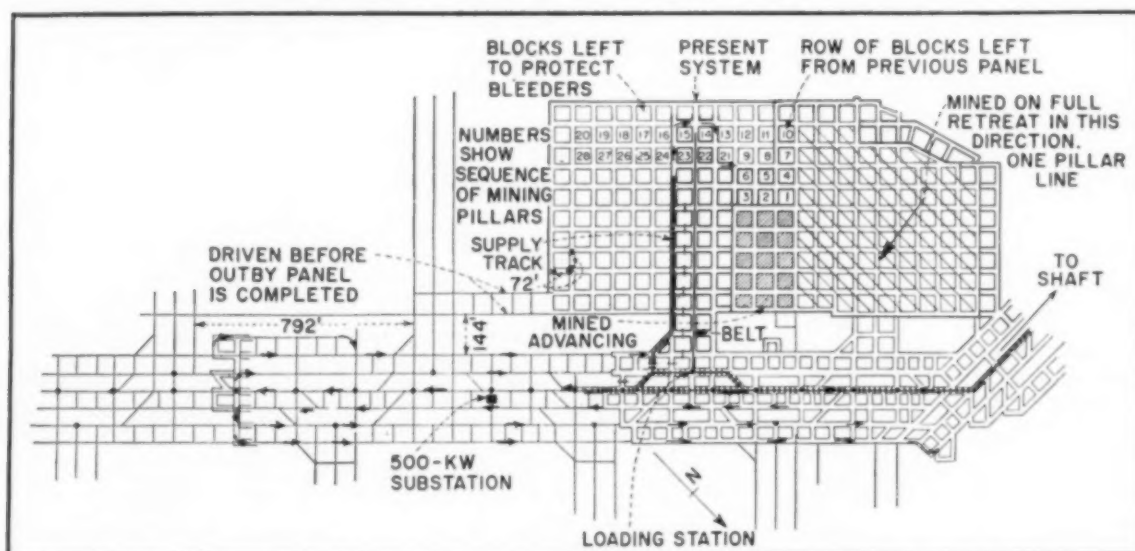 BLOCKS LEFT
TO PROTECT
BLEEDERS
PRESENT
SYSTEM
ROW OF BLOCKS LEFT
FROM PREVIOUS PANEL
MINED ON FULL
RETREAT IN THIS
DIRECTION.
ONE PILLAR
LINE
NUMBERS
SHOW
SEQUENCE
OF MINING
PILLARS
20 19 18 17 16 15 14 13 12 11 10
28 27 26 25 24 23 22 21 9 8 7
6 5 4
3 2 1
SUPPLY
TRACK
72'
DRIVEN BEFORE
OUTBY PANEL
IS COMPLETED
792'
144'
MINED
ADVANCING
BELT
TO
SHAFT
500-KW
SUBSTATION
N
LOADING STATION